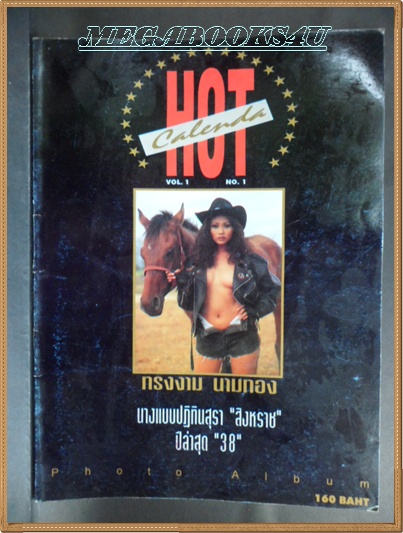 MEGABOOKS4U
HOT
Calenda
VOL. 1 NO. 1
ทรงงาม นามทอง
นางแบบปฏิทินสุรา "สิงหราช"
ปีล่าสุด "38"
Photo Album
160 BAHT